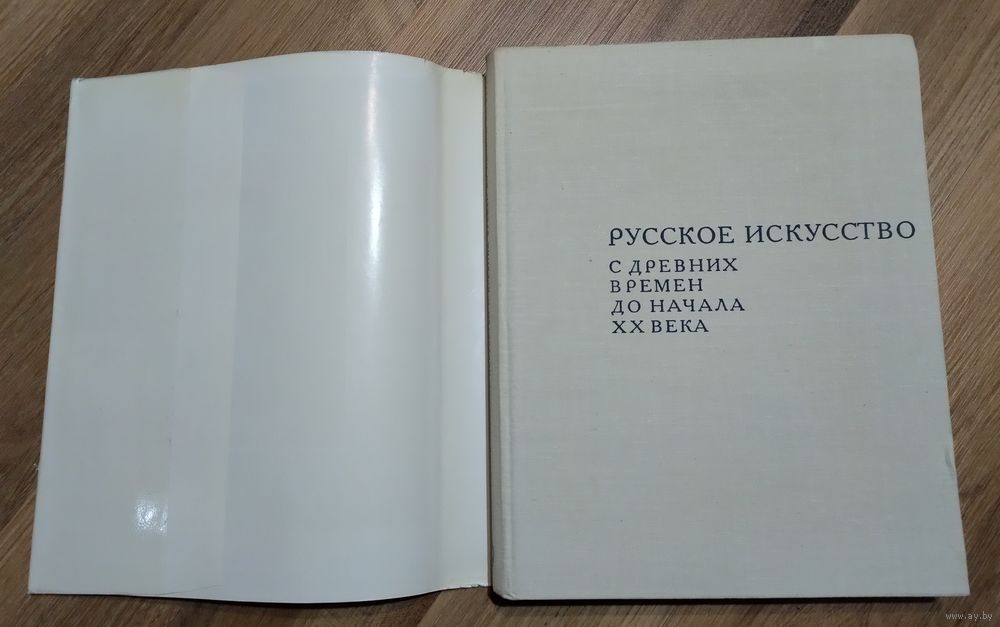 РУССКОЕ ИСКУССТВО
С ДРЕВНИХ
ВРЕМЕН
ДО НАЧАЛА
XX ВЕКА
www.ay.by